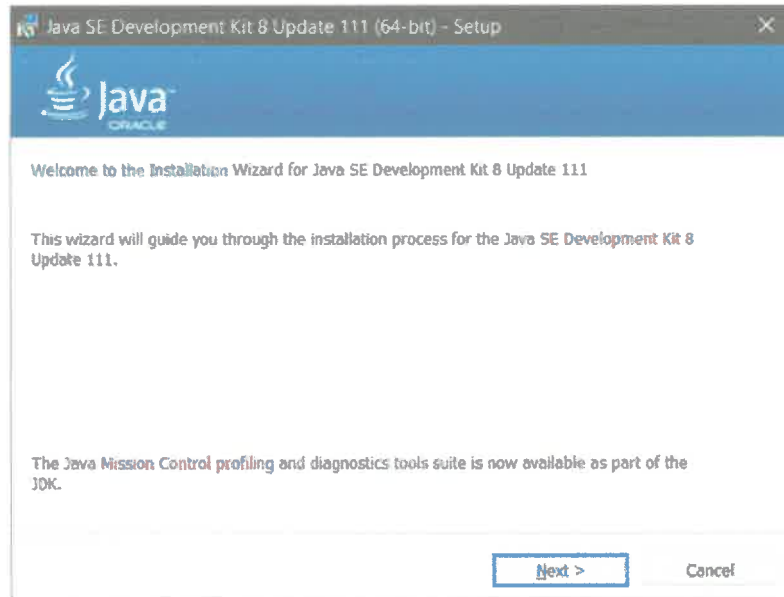 Java SE Development Kit 8 Update 111 (64-bit) - Setup
Java™
ORACLE
Welcome to the Installation Wizard for Java SE Development Kit 8 Update 111
This wizard will guide you through the installation process for the Java SE Development Kit 8
Update 111.
The Java Mission Control profiling and diagnostics tools suite is now available as part of the
JDK.
Next >
Cancel